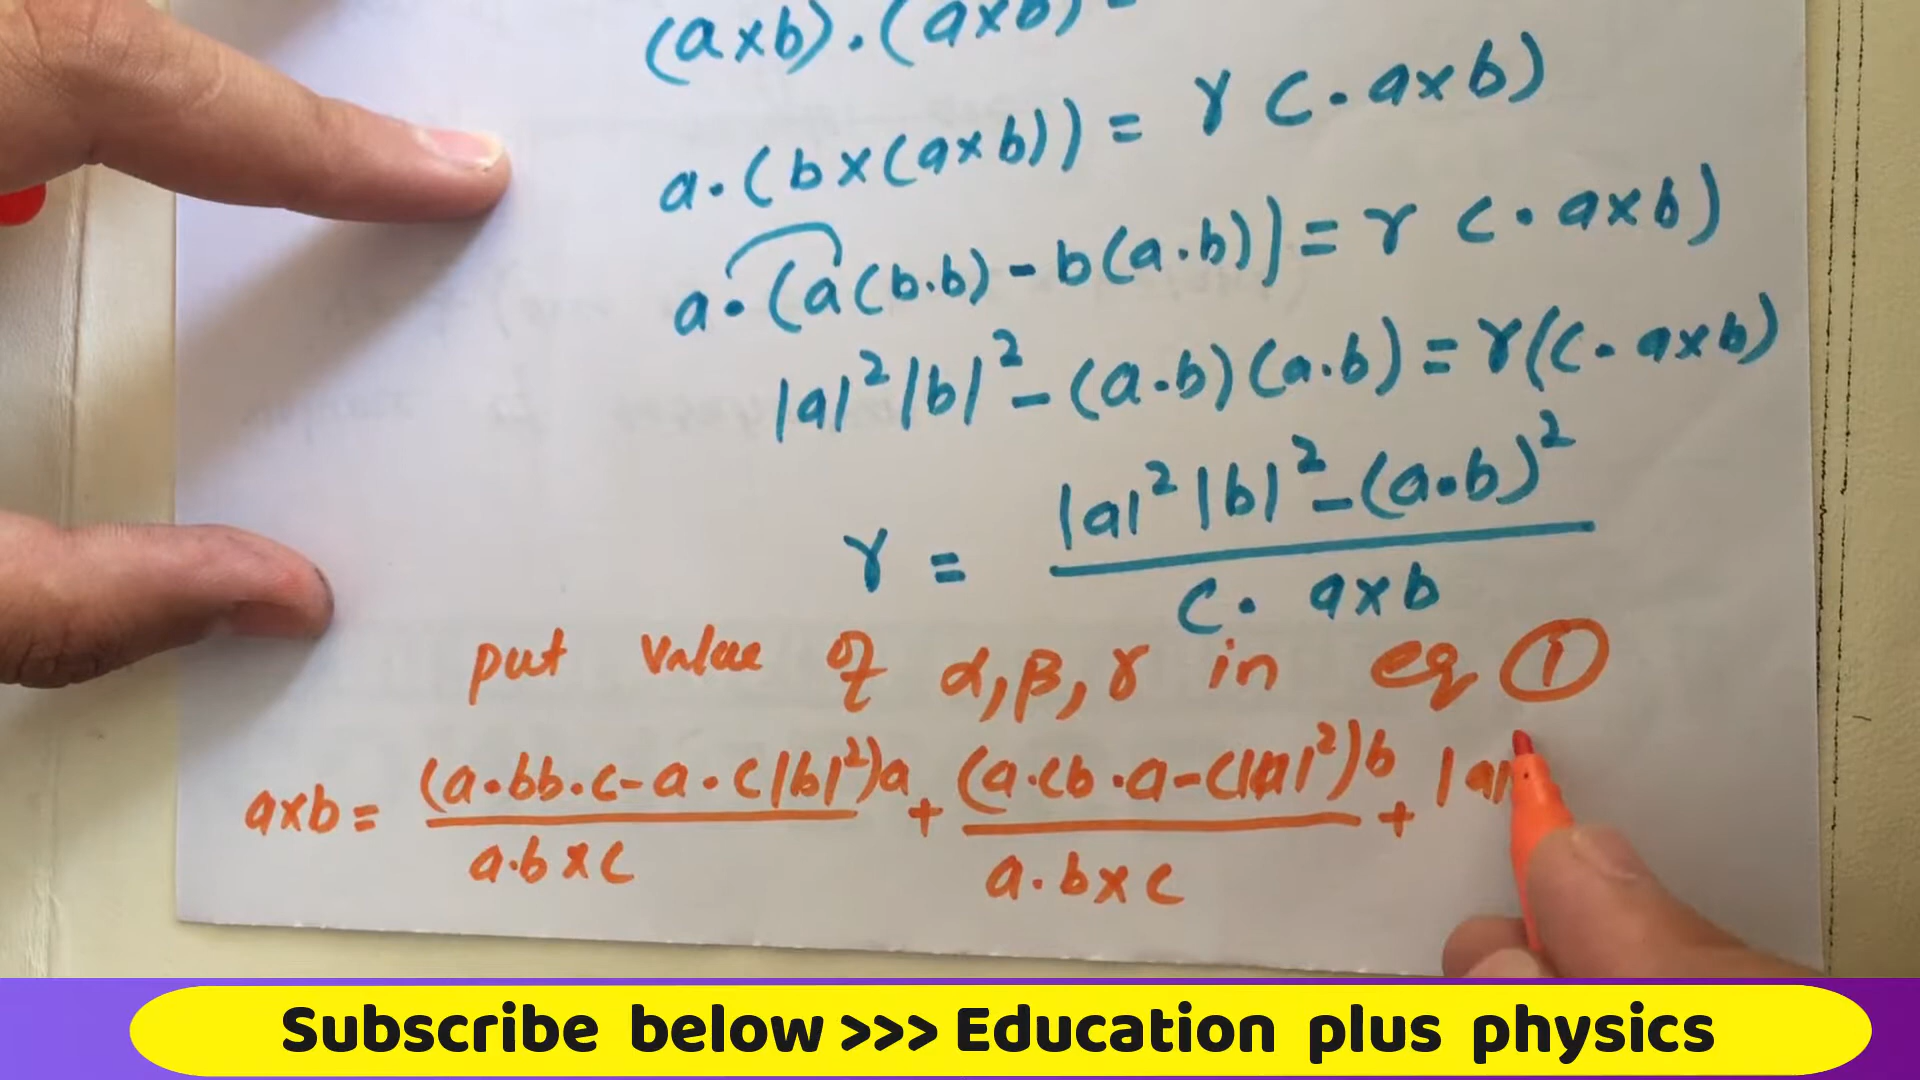 (a×b).(a×b) =
a.(b×(a×b)) = γ c.a×b)
a.(a(b.b)-b(a.b)] = γ c.a×b)
|a|²|b|²-(a.b)(a.b) = γ(c.a×b)
γ = |a|²|b|²-(a.b)² / c. a×b
put value of α,β,γ in eq ①
a×b = (a.bb.c-a.c|b|²)a / a.b×c + (a.cb.a-c|a|²)b / a.b×c + |a|
Subscribe below >>> Education plus physics